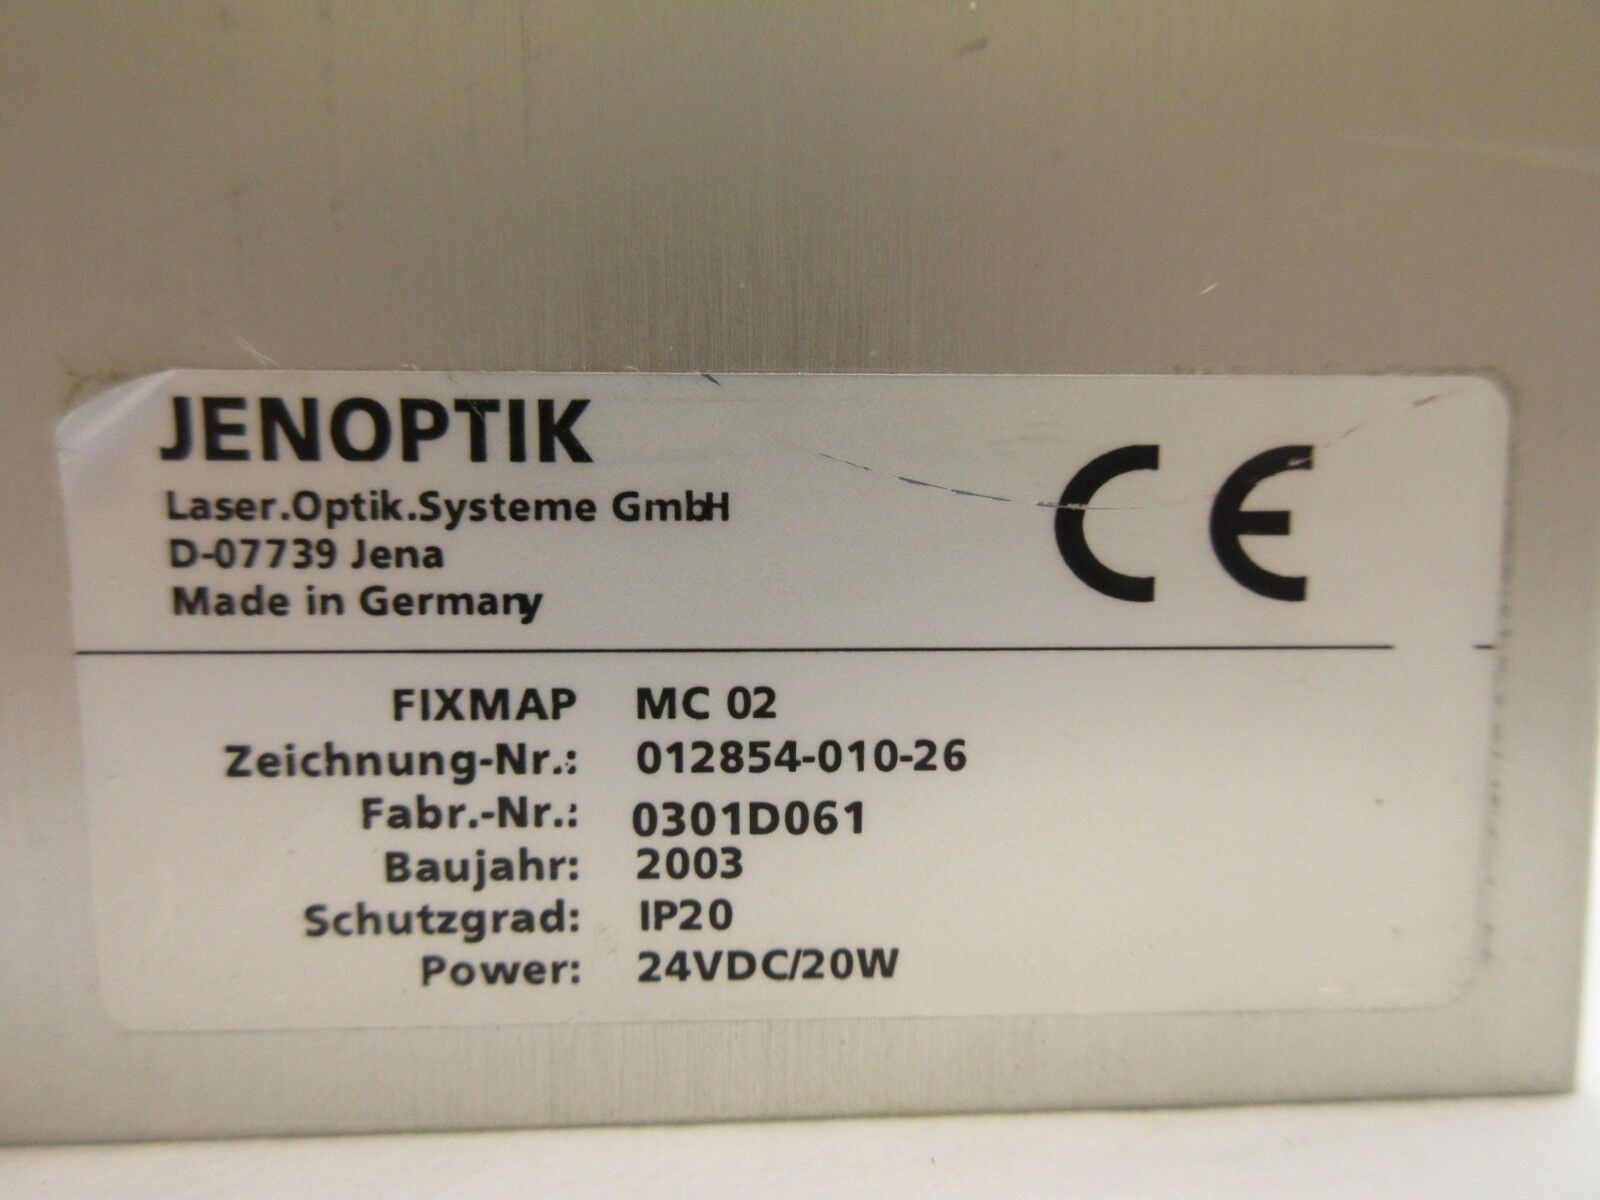 JENOPTIK
Laser.Optik.Systeme GmbH
D-07739 Jena
Made in Germany
CE
FIXMAP MC 02
Zeichnung-Nr.: 012854-010-26
Fabr.-Nr.: 0301D061
Baujahr: 2003
Schutzgrad: IP20
Power: 24VDC/20W